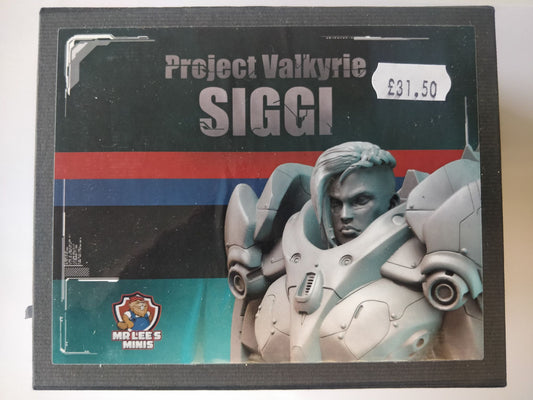 Project Valkyrie
SIGGI
£31.50
MR LEE'S
MINIS